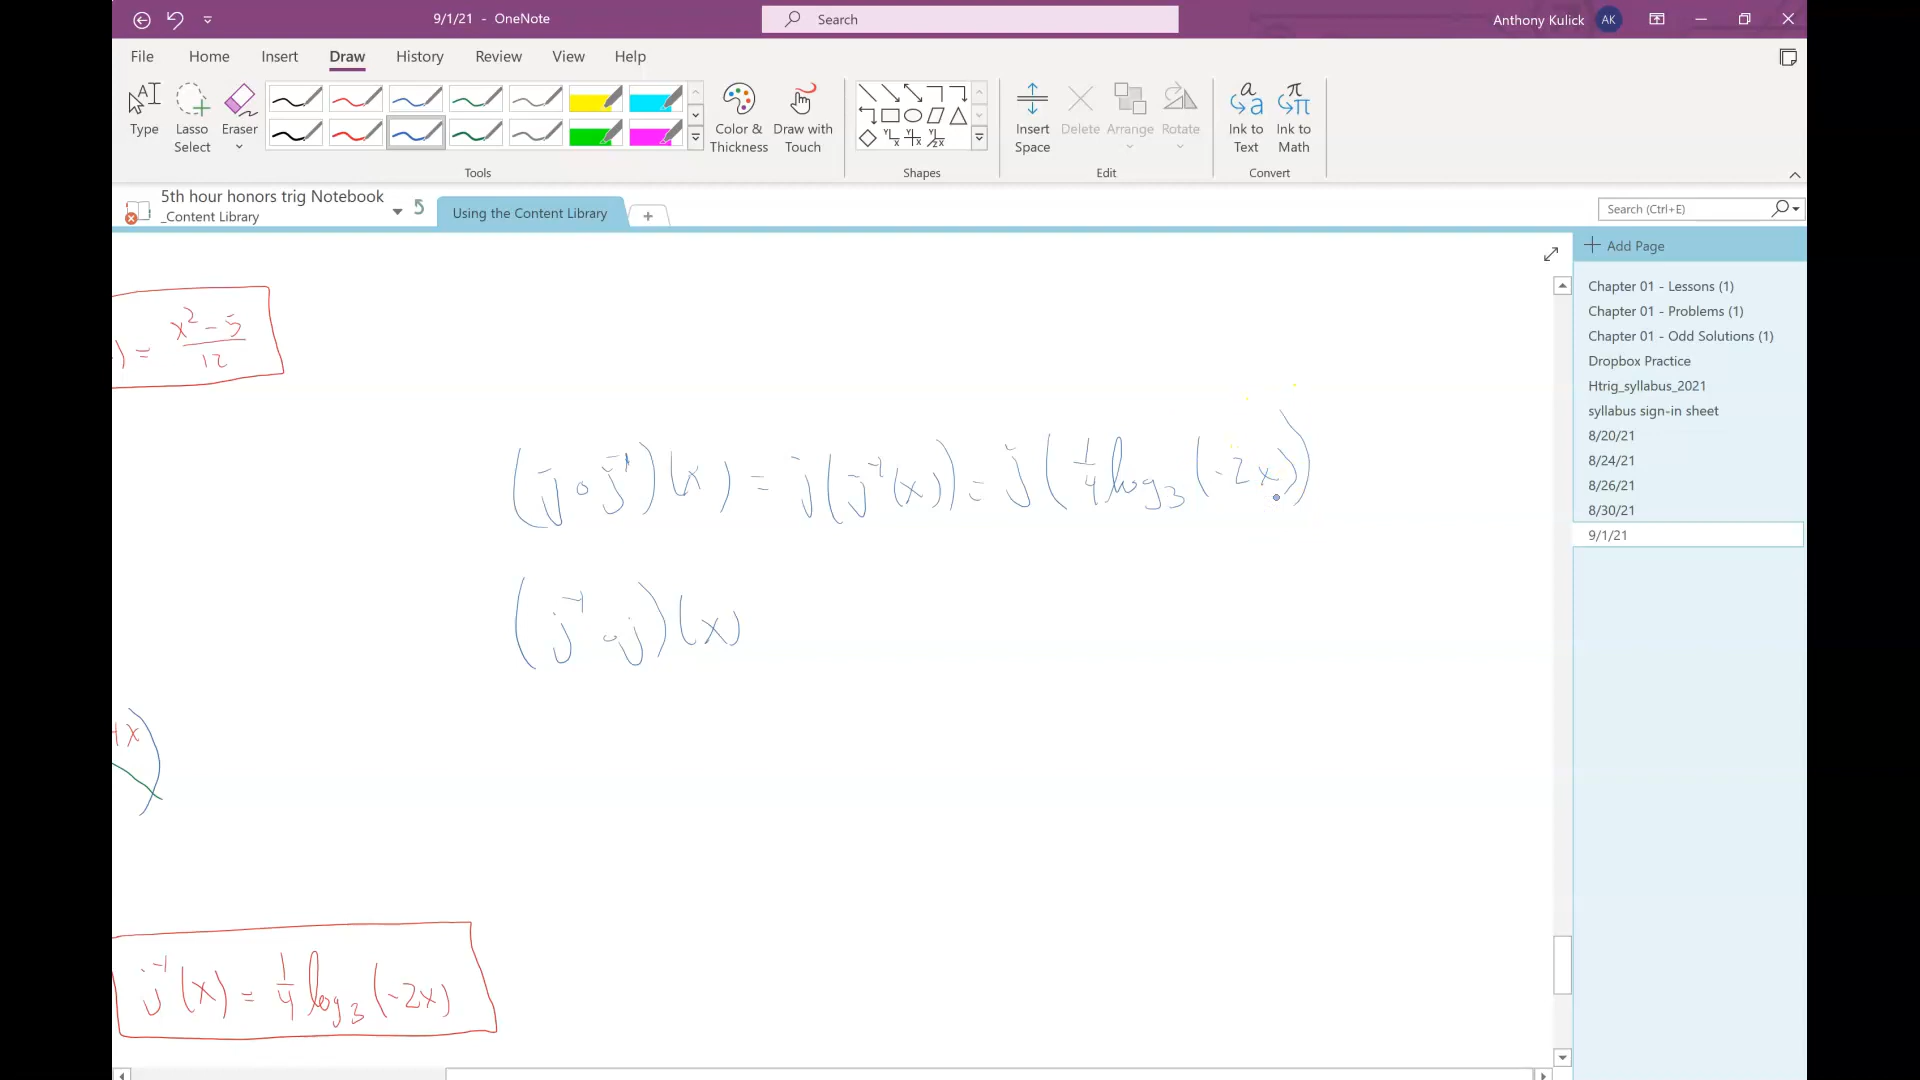 9/1/21 - OneNote
Search
Anthony Kulick AK
File Home Insert Draw History Review View Help
Type
Lasso Select
Eraser
Color & Thickness
Draw with Touch
Insert Space
Delete
Arrange
Rotate
Ink to Text
Ink to Math
Tools
Shapes
Edit
Convert
5th hour honors trig Notebook
_Content Library
Using the Content Library
Search (Ctrl+E)
Add Page
Chapter 01 - Lessons (1)
Chapter 01 - Problems (1)
Chapter 01 - Odd Solutions (1)
Dropbox Practice
Htrig_syllabus_2021
syllabus sign-in sheet
8/20/21
8/24/21
8/26/21
8/30/21
9/1/21
) = x² - 5 / 12
(j ∘ j⁻¹)(x) = j(j⁻¹(x)) = j(1/4 log₃(-2x))
(j⁻¹ ∘ j)(x)
4x)
j⁻¹(x) = 1/4 log₃(-2x)